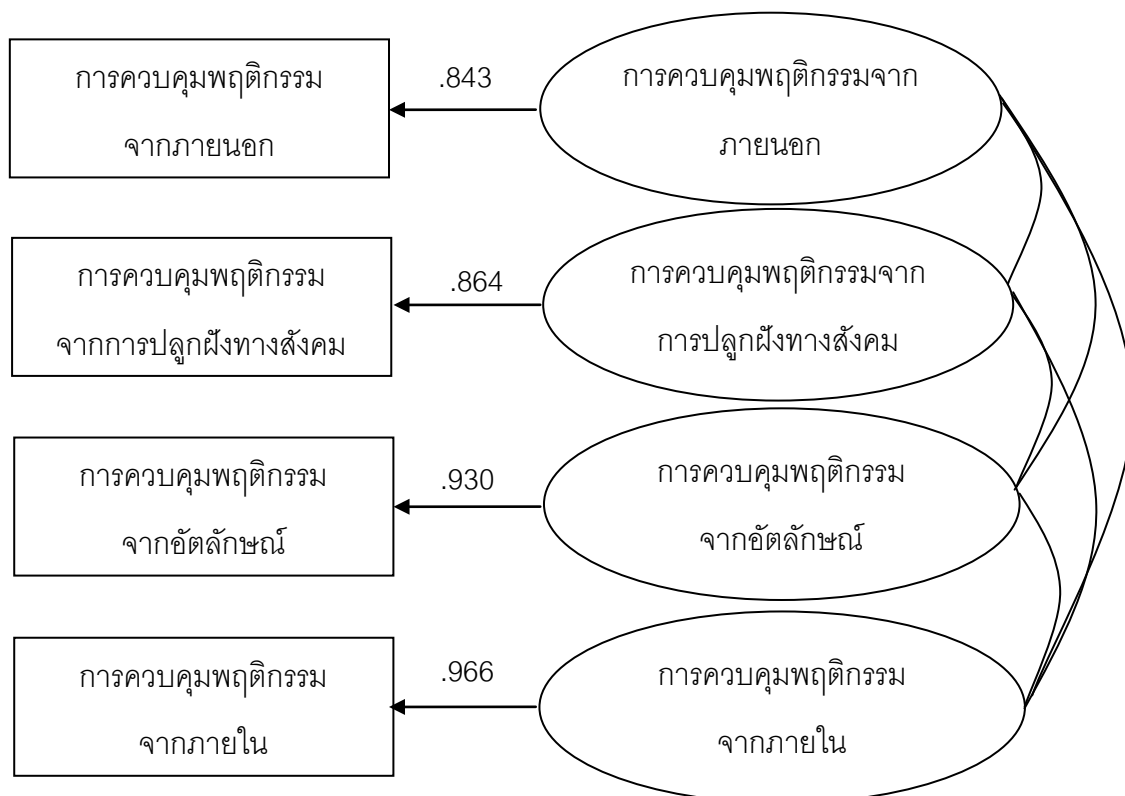 การควบคุมพฤติกรรม
จากภายนอก
.843
การควบคุมพฤติกรรมจาก
ภายนอก
การควบคุมพฤติกรรม
จากการปลูกฝังทางสังคม
.864
การควบคุมพฤติกรรมจาก
การปลูกฝังทางสังคม
การควบคุมพฤติกรรม
จากอัตลักษณ์
.930
การควบคุมพฤติกรรม
จากอัตลักษณ์
การควบคุมพฤติกรรม
จากภายใน
.966
การควบคุมพฤติกรรม
จากภายใน